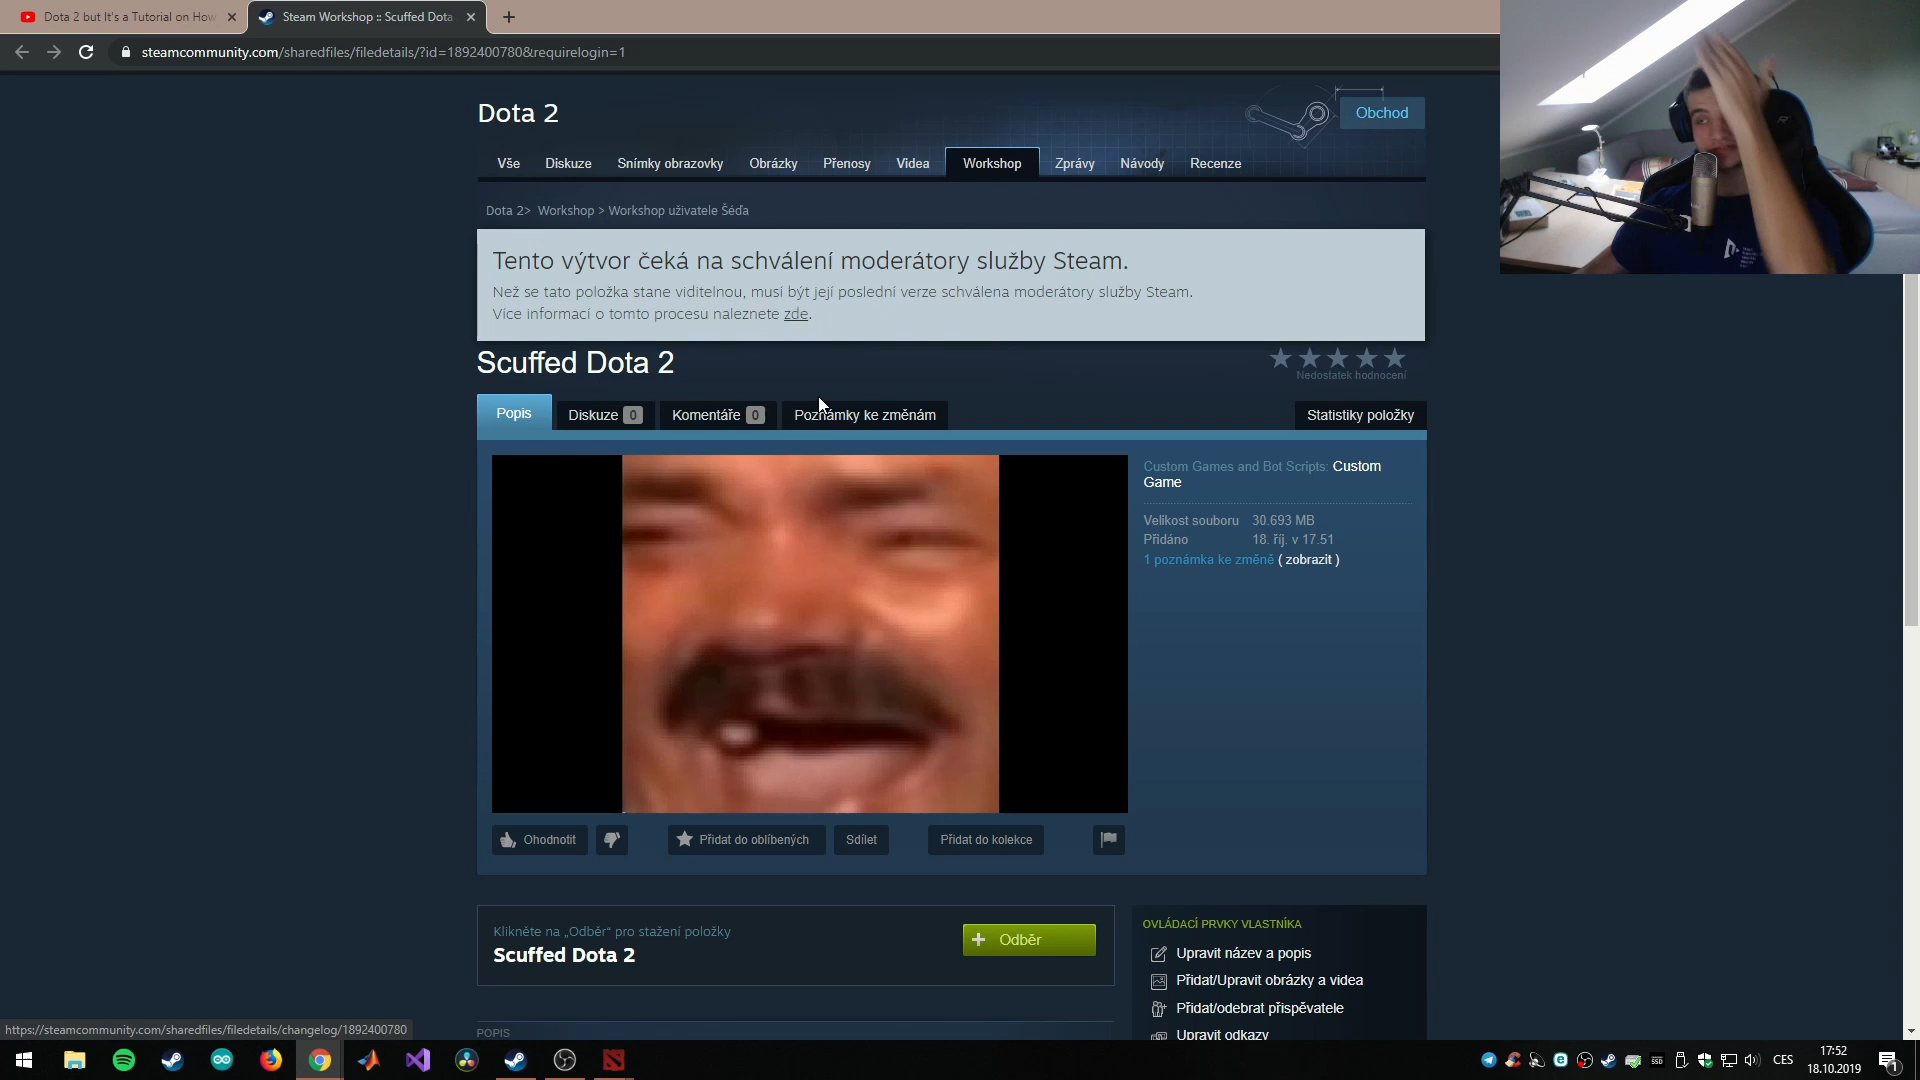 Dota 2 but It's a Tutorial on How
Steam Workshop :: Scuffed Dota
steamcommunity.com/sharedfiles/filedetails/?id=1892400780&requirelogin=1
Dota 2
Obchod
Vše
Diskuze
Snímky obrazovky
Obrázky
Přenosy
Videa
Workshop
Zprávy
Návody
Recenze
Dota 2> Workshop > Workshop uživatele Šéďa
Tento výtvor čeká na schválení moderátory služby Steam.
Než se tato položka stane viditelnou, musí být její poslední verze schválena moderátory služby Steam.
Více informací o tomto procesu naleznete zde.
Scuffed Dota 2
Nedostatek hodnocení
Popis
Diskuze 0
Komentáře 0
Poznámky ke změnám
Statistiky položky
Custom Games and Bot Scripts: Custom
Game
Velikost souboru 30.693 MB
Přidáno 18. říj. v 17.51
1 poznámka ke změně ( zobrazit )
Ohodnotit
Přidat do oblíbených
Sdílet
Přidat do kolekce
Klikněte na „Odběr“ pro stažení položky
Scuffed Dota 2
Odběr
OVLÁDACÍ PRVKY VLASTNÍKA
Upravit název a popis
Přidat/Upravit obrázky a videa
Přidat/odebrat přispěvatele
Upravit odkazy
POPIS
https://steamcommunity.com/sharedfiles/filedetails/changelog/1892400780
SSD
CES
17:52
18.10.2019
1